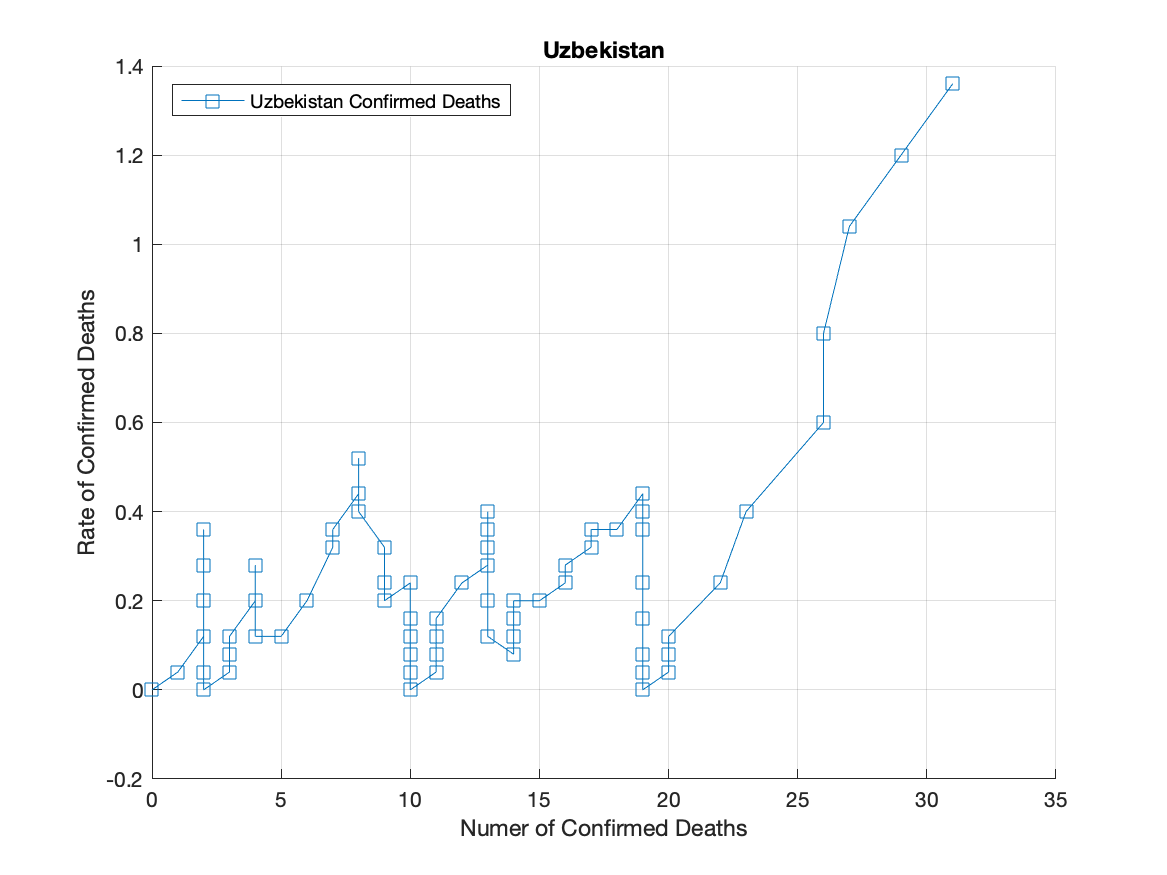 Uzbekistan
Uzbekistan Confirmed Deaths
1.4
1.2
1
0.8
0.6
0.4
0.2
0
-0.2
Rate of Confirmed Deaths
0 5 10 15 20 25 30 35
Numer of Confirmed Deaths